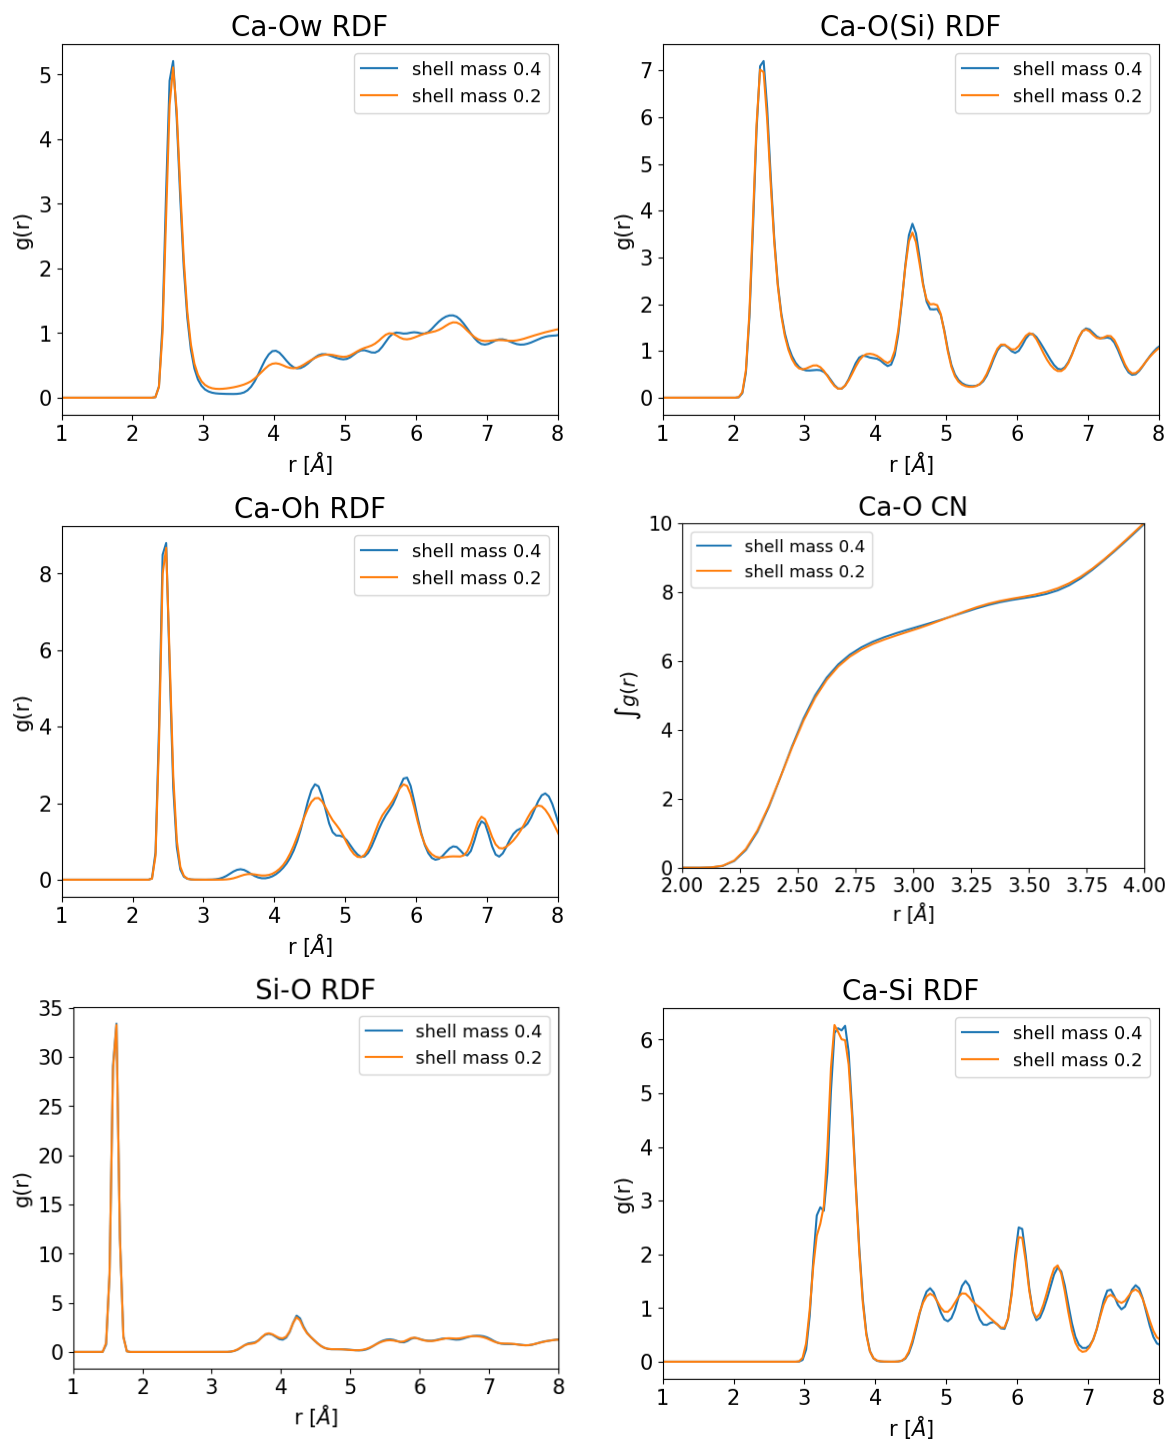 Ca-Ow RDF
g(r)
5
4
3
2
1
0
shell mass 0.4
shell mass 0.2
1 2 3 4 5 6 7 8
r [Å]
Ca-O(Si) RDF
g(r)
7
6
5
4
3
2
1
0
shell mass 0.4
shell mass 0.2
1 2 3 4 5 6 7 8
r [Å]
Ca-Oh RDF
g(r)
8
6
4
2
0
shell mass 0.4
shell mass 0.2
1 2 3 4 5 6 7 8
r [Å]
Ca-O CN
∫g(r)
10
8
6
4
2
0
shell mass 0.4
shell mass 0.2
2.00 2.25 2.50 2.75 3.00 3.25 3.50 3.75 4.00
r [Å]
Si-O RDF
g(r)
35
30
25
20
15
10
5
0
shell mass 0.4
shell mass 0.2
1 2 3 4 5 6 7 8
r [Å]
Ca-Si RDF
g(r)
6
5
4
3
2
1
0
shell mass 0.4
shell mass 0.2
1 2 3 4 5 6 7 8
r [Å]